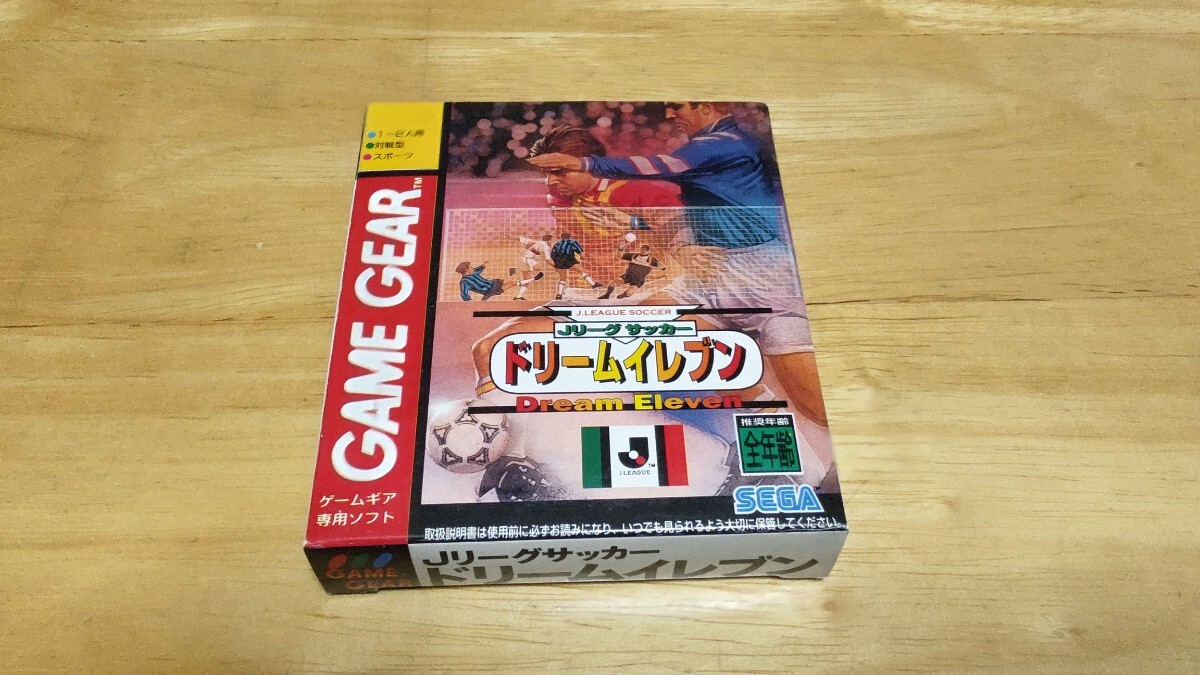 1〜2人用
対戦型
スポーツ
GAME GEAR™
ゲームギア
専用ソフト
J.LEAGUE SOCCER
Jリーグ サッカー
ドリームイレブン
Dream Eleven
J.LEAGUE™
推奨年齢
全年齢
SEGA™
取扱説明書は使用前に必ずお読みになり、いつでも見られるよう大切に保管してください。
GAME GEAR
Jリーグサッカー
ドリームイレブン